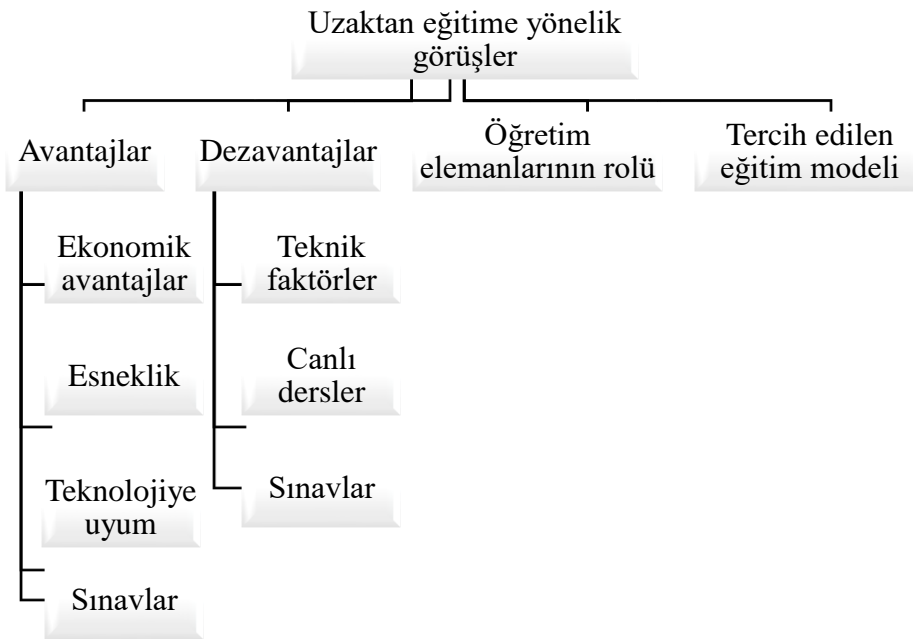 Uzaktan eğitime yönelik
görüşler
Avantajlar
Dezavantajlar
Öğretim
elemanlarının rolü
Tercih edilen
eğitim modeli
Ekonomik
avantajlar
Esneklik
Teknolojiye
uyum
Sınavlar
Teknik
faktörler
Canlı
dersler
Sınavlar